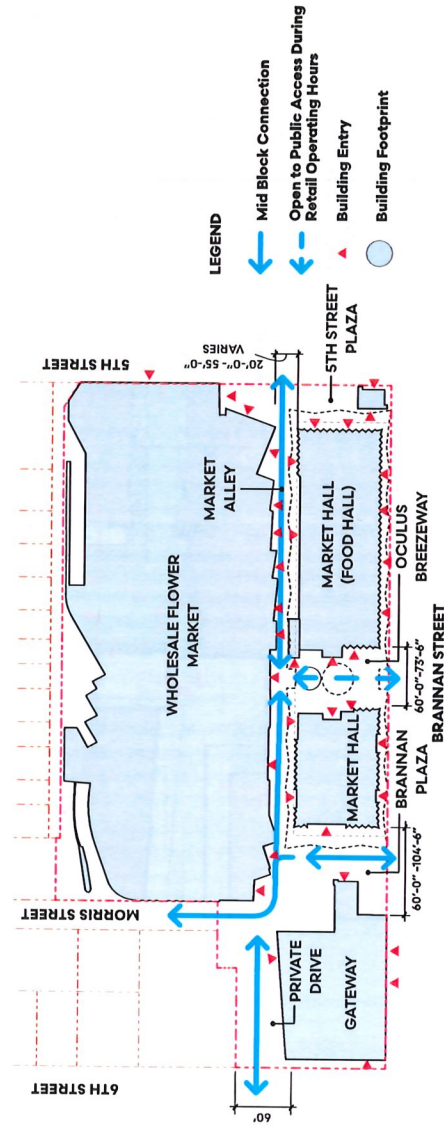 6TH STREET
MORRIS STREET
5TH STREET
WHOLESALE FLOWER
MARKET
MARKET
ALLEY
20'-0"- 55'-0"
VARIES
5TH STREET
PLAZA
60'
PRIVATE
DRIVE
GATEWAY
MARKET HALL
MARKET HALL
(FOOD HALL)
60'-0" -104'-6"
BRANNAN
PLAZA
60'-0"-73'-6"
OCULUS
BREEZEWAY
BRANNAN STREET
LEGEND
Mid Block Connection
Open to Public Access During
Retail Operating Hours
Building Entry
Building Footprint